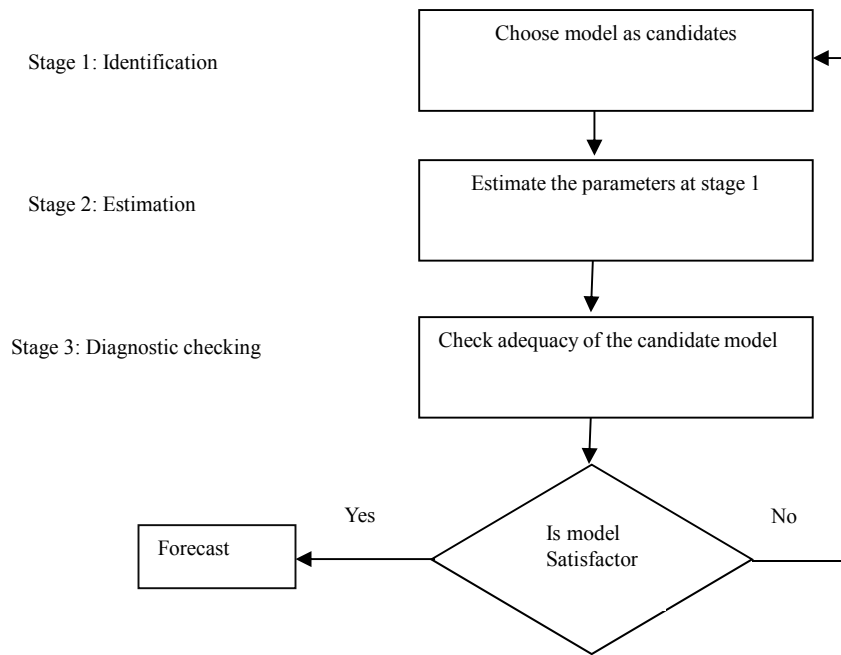 Choose model as candidates
Stage 1: Identification
Estimate the parameters at stage 1
Stage 2: Estimation
Check adequacy of the candidate model
Stage 3: Diagnostic checking
Yes
No
Is model
Satisfactor
Forecast